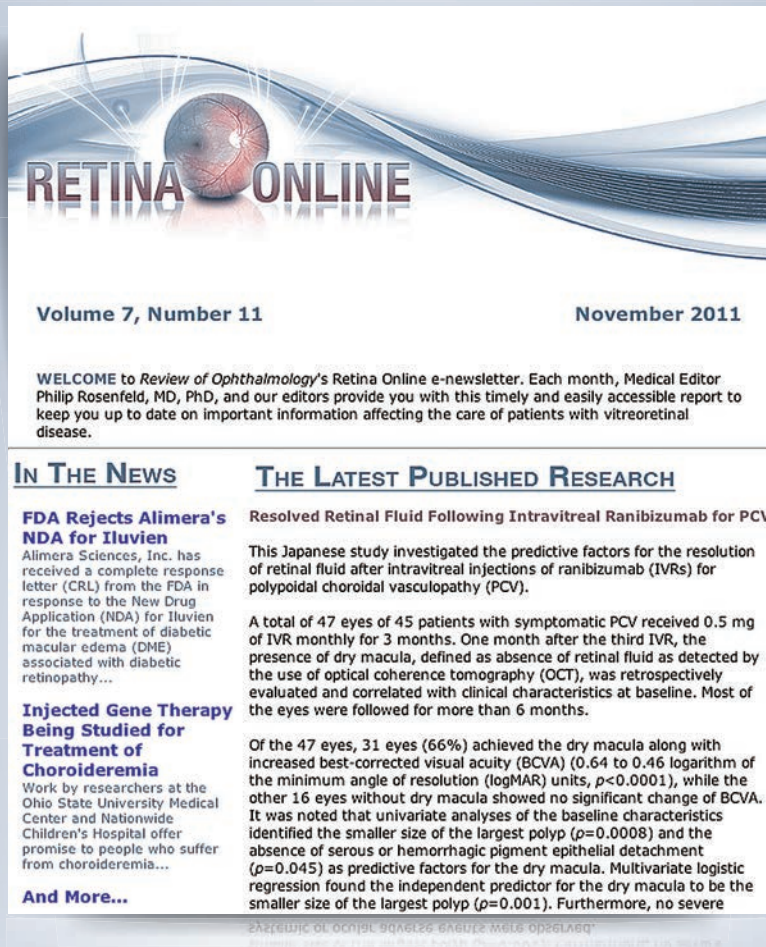 RETINA ONLINE
Volume 7, Number 11
November 2011
WELCOME to Review of Ophthalmology's Retina Online e-newsletter. Each month, Medical Editor
Philip Rosenfeld, MD, PhD, and our editors provide you with this timely and easily accessible report to
keep you up to date on important information affecting the care of patients with vitreoretinal
disease.
IN THE NEWS
FDA Rejects Alimera's
NDA for Iluvien
Alimera Sciences, Inc. has
received a complete response
letter (CRL) from the FDA in
response to the New Drug
Application (NDA) for Iluvien
for the treatment of diabetic
macular edema (DME)
associated with diabetic
retinopathy...
Injected Gene Therapy
Being Studied for
Treatment of
Choroideremia
Work by researchers at the
Ohio State University Medical
Center and Nationwide
Children's Hospital offer
promise to people who suffer
from choroideremia...
And More...
THE LATEST PUBLISHED RESEARCH
Resolved Retinal Fluid Following Intravitreal Ranibizumab for PCV
This Japanese study investigated the predictive factors for the resolution
of retinal fluid after intravitreal injections of ranibizumab (IVRs) for
polypoidal choroidal vasculopathy (PCV).
A total of 47 eyes of 45 patients with symptomatic PCV received 0.5 mg
of IVR monthly for 3 months. One month after the third IVR, the
presence of dry macula, defined as absence of retinal fluid as detected by
the use of optical coherence tomography (OCT), was retrospectively
evaluated and correlated with clinical characteristics at baseline. Most of
the eyes were followed for more than 6 months.
Of the 47 eyes, 31 eyes (66%) achieved the dry macula along with
increased best-corrected visual acuity (BCVA) (0.64 to 0.46 logarithm of
the minimum angle of resolution (logMAR) units, p<0.0001), while the
other 16 eyes without dry macula showed no significant change of BCVA.
It was noted that univariate analyses of the baseline characteristics
identified the smaller size of the largest polyp (p=0.0008) and the
absence of serous or hemorrhagic pigment epithelial detachment
(p=0.045) as predictive factors for the dry macula. Multivariate logistic
regression found the independent predictor for the dry macula to be the
smaller size of the largest polyp (p=0.001). Furthermore, no severe
systemic or ocular adverse events were observed.